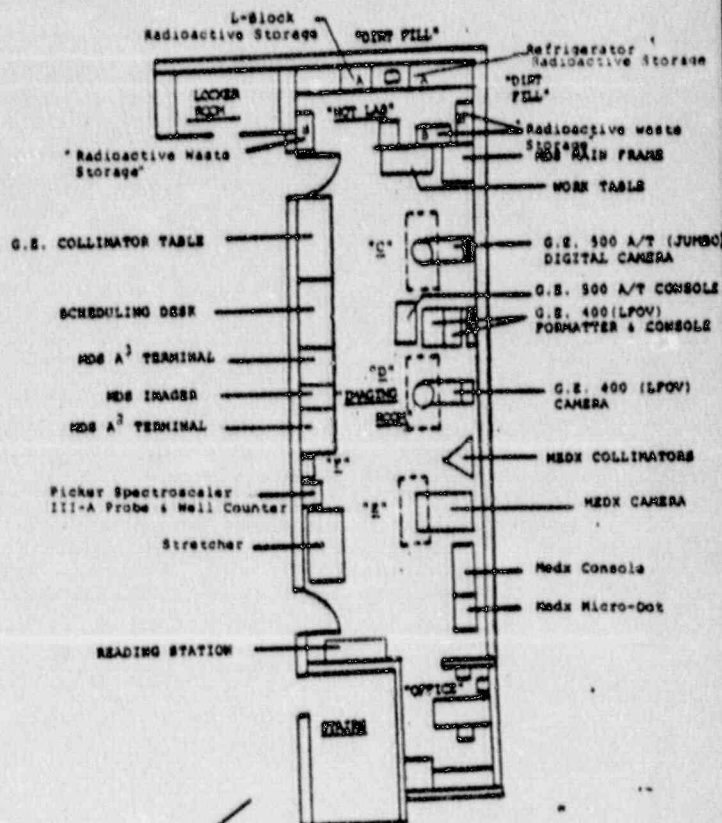 L-Block
Radioactive Storage
"DIRT FILL"
Refrigerator
Radioactive Storage
A
A
"DIRT
FILL"
LOCKER
ROOM
"HOT LAB"
B
B
B
"Radioactive Waste
Storage"
Radioactive Waste
Storage
MDS MAIN FRAME
WORK TABLE
G.E. COLLIMATOR TABLE
"C"
G.E. 500 A/T (JUMBO)
DIGITAL CAMERA
G.E. 500 A/T CONSOLE
SCHEDULING DESK
G.E. 400(LFOV)
FORMATTER & CONSOLE
MDS A³ TERMINAL
"D"
MDS IMAGER
IMAGING
ROOM
G.E. 400 (LFOV)
CAMERA
MDS A² TERMINAL
"F"
MEDX COLLIMATORS
Picker Spectroscaler
III-A Probe & Well Counter
"E"
MEDX CAMERA
Stretcher
Medx Console
Medx Micro-Dot
READING STATION
"OFFICE"
STAIRS